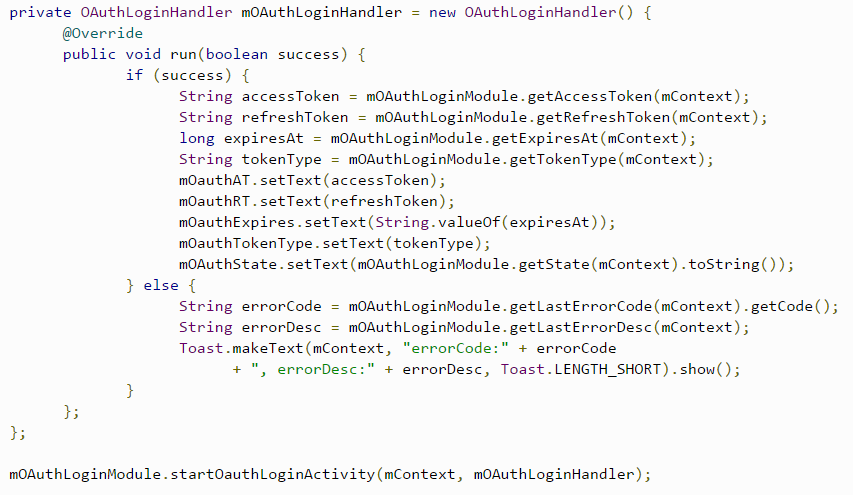 private OAuthLoginHandler mOAuthLoginHandler = new OAuthLoginHandler() {
@Override
public void run(boolean success) {
if (success) {
String accessToken = mOAuthLoginModule.getAccessToken(mContext);
String refreshToken = mOAuthLoginModule.getRefreshToken(mContext);
long expiresAt = mOAuthLoginModule.getExpiresAt(mContext);
String tokenType = mOAuthLoginModule.getTokenType(mContext);
mOauthAT.setText(accessToken);
mOauthRT.setText(refreshToken);
mOauthExpires.setText(String.valueOf(expiresAt));
mOauthTokenType.setText(tokenType);
mOAuthState.setText(mOAuthLoginModule.getState(mContext).toString());
} else {
String errorCode = mOAuthLoginModule.getLastErrorCode(mContext).getCode();
String errorDesc = mOAuthLoginModule.getLastErrorDesc(mContext);
Toast.makeText(mContext, "errorCode:" + errorCode
+ ", errorDesc:" + errorDesc, Toast.LENGTH_SHORT).show();
}
};
};
mOAuthLoginModule.startOauthLoginActivity(mContext, mOAuthLoginHandler);